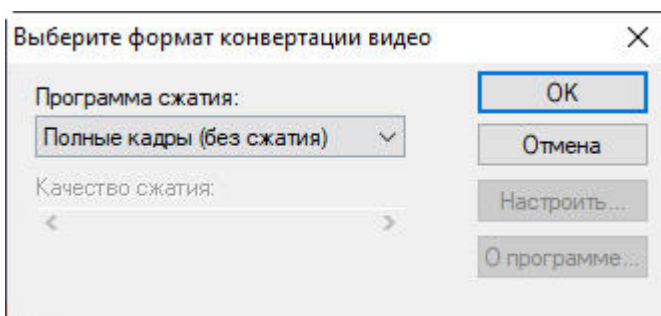 Выберите формат конвертации видео
Программа сжатия:
Полные кадры (без сжатия)
Качество сжатия:
OK
Отмена
Настроить...
О программе...